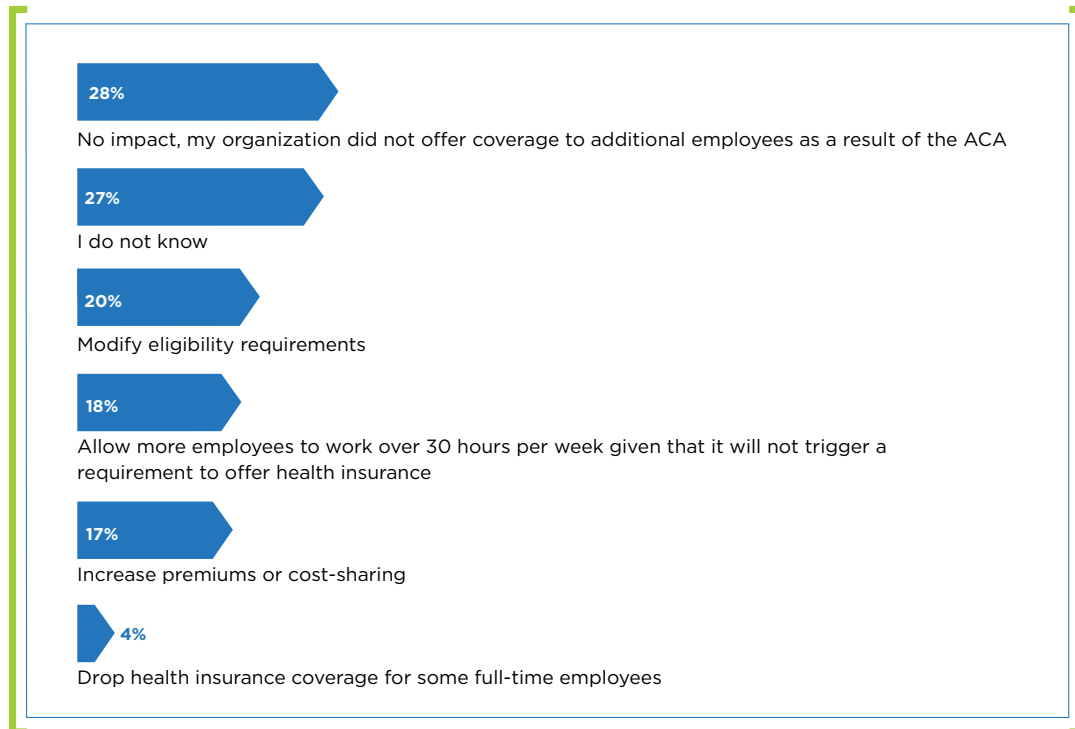 28%
No impact, my organization did not offer coverage to additional employees as a result of the ACA
27%
I do not know
20%
Modify eligibility requirements
18%
Allow more employees to work over 30 hours per week given that it will not trigger a
requirement to offer health insurance
17%
Increase premiums or cost-sharing
4%
Drop health insurance coverage for some full-time employees